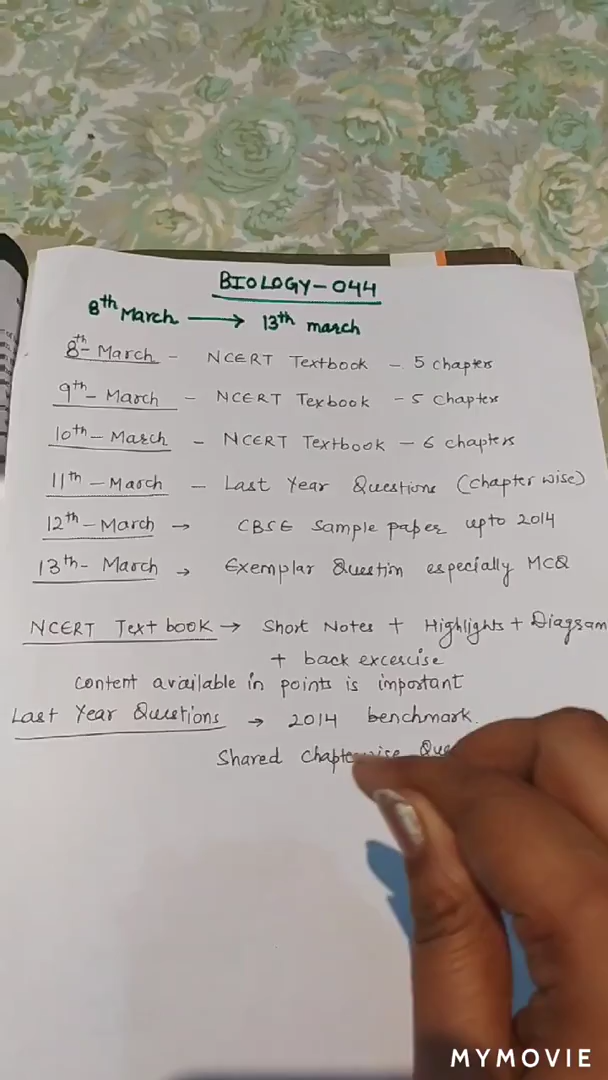 BIOLOGY-044
8th March → 13th march
8th March - NCERT Textbook - 5 chapters
9th - March - NCERT Texbook - 5 Chapters
10th - March - NCERT Textbook - 6 chapters
11th - March - Last Year Questions (chapter wise)
12th - March → CBSE Sample paper upto 2014
13th - March → Exemplar Question especially MCQ
NCERT Text book → Short Notes + Highlights + Diagram
+ back excercise
content available in points is important
Last Year Questions → 2014 benchmark.
Shared Chapterwise
MYMOVIE